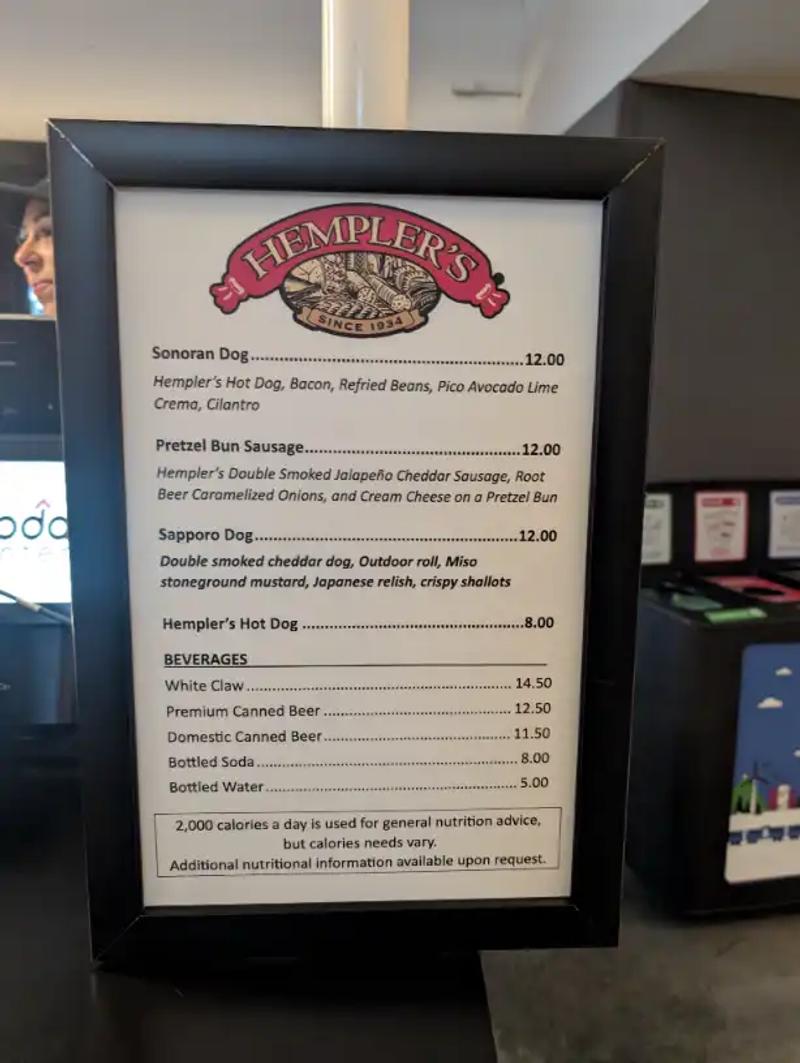 HEMPLER'S
SINCE 1934
Sonoran Dog..................................................12.00
Hempler's Hot Dog, Bacon, Refried Beans, Pico Avocado Lime
Crema, Cilantro
Pretzel Bun Sausage.......................................12.00
Hempler's Double Smoked Jalapeño Cheddar Sausage, Root
Beer Caramelized Onions, and Cream Cheese on a Pretzel Bun
Sapporo Dog..................................................12.00
Double smoked cheddar dog, Outdoor roll, Miso
stoneground mustard, Japanese relish, crispy shallots
Hempler's Hot Dog ..........................................8.00
BEVERAGES
White Claw.................................................... 14.50
Premium Canned Beer..................................... 12.50
Domestic Canned Beer..................................... 11.50
Bottled Soda.................................................... 8.00
Bottled Water.................................................. 5.00
2,000 calories a day is used for general nutrition advice,
but calories needs vary.
Additional nutritional information available upon request.